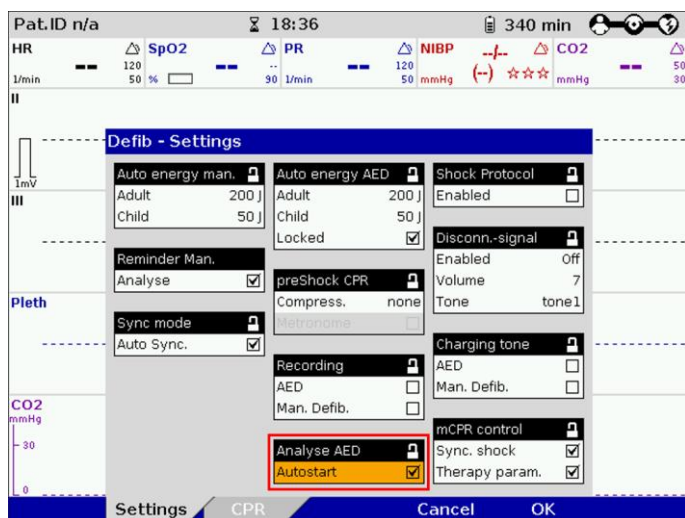 Pat.ID n/a 18:36 340 min
HR -- 120 50 1/min
SpO2 -- -- 90 %
PR -- 120 50 1/min
NIBP --/-- (--) ☆☆☆ mmHg
CO2 -- 50 30 mmHg
II
1mV
III
Pleth
CO2
mmHg
30
0
Defib - Settings
Auto energy man.
Adult 200 J
Child 50 J
Reminder Man.
Analyse
Sync mode
Auto Sync.
Auto energy AED
Adult 200 J
Child 50 J
Locked
preShock CPR
Compress. none
Metronome
Recording
AED
Man. Defib.
Analyse AED
Autostart
Shock Protocol
Enabled
Disconn.-signal
Enabled Off
Volume 7
Tone tone1
Charging tone
AED
Man. Defib.
mCPR control
Sync. shock
Therapy param.
Settings CPR Cancel OK